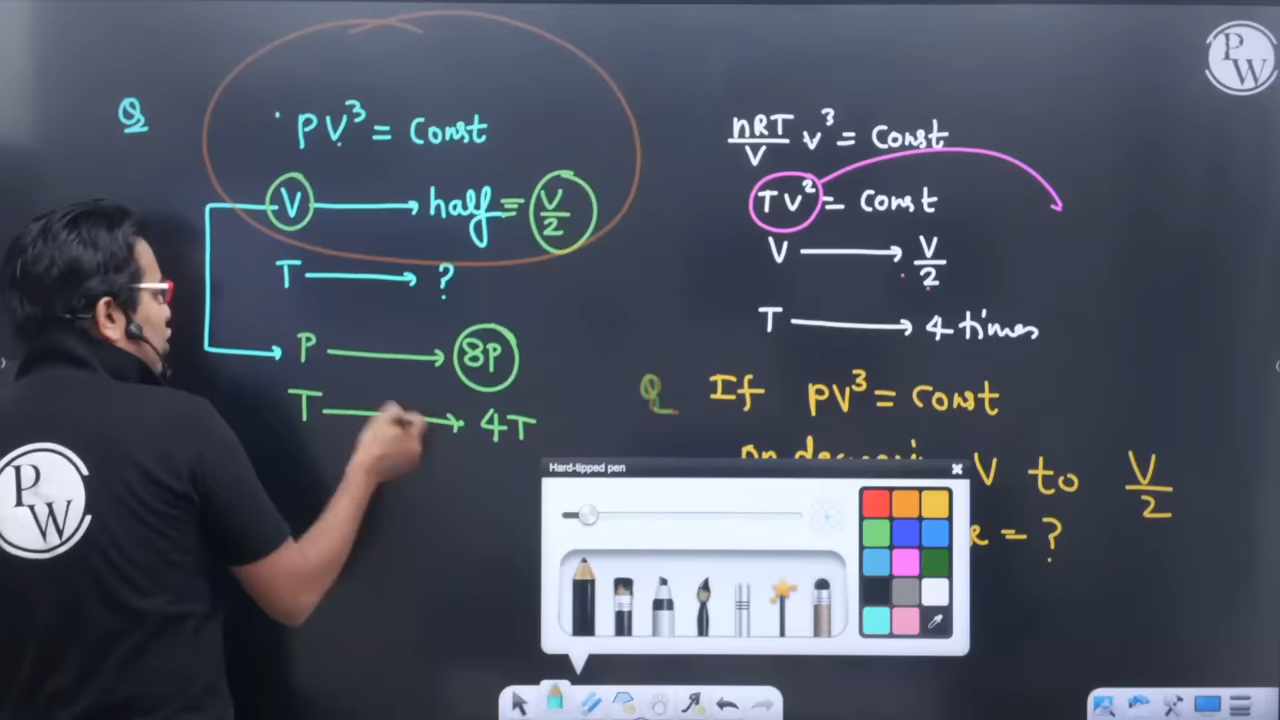 Q
PV³ = Const
V → half = V/2
T → ?
P → 8P
T → 4T
nRT/V V³ = Const
TV² = Const
V → V/2
T → 4 times
Q If PV³ = Const
V to V/2
= ?
Hard-tipped pen
PW
PW